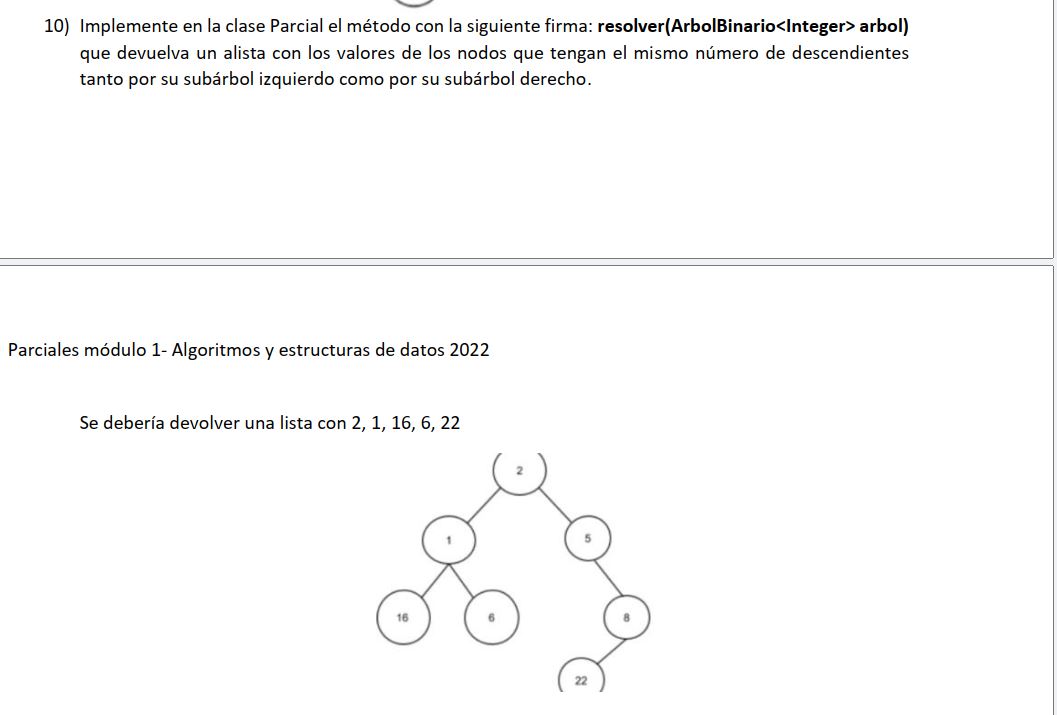 10) Implemente en la clase Parcial el método con la siguiente firma: resolver(ArbolBinario<Integer> arbol)
que devuelva un alista con los valores de los nodos que tengan el mismo número de descendientes
tanto por su subárbol izquierdo como por su subárbol derecho.
Parciales módulo 1- Algoritmos y estructuras de datos 2022
Se debería devolver una lista con 2, 1, 16, 6, 22
2
1
5
16
6
8
22